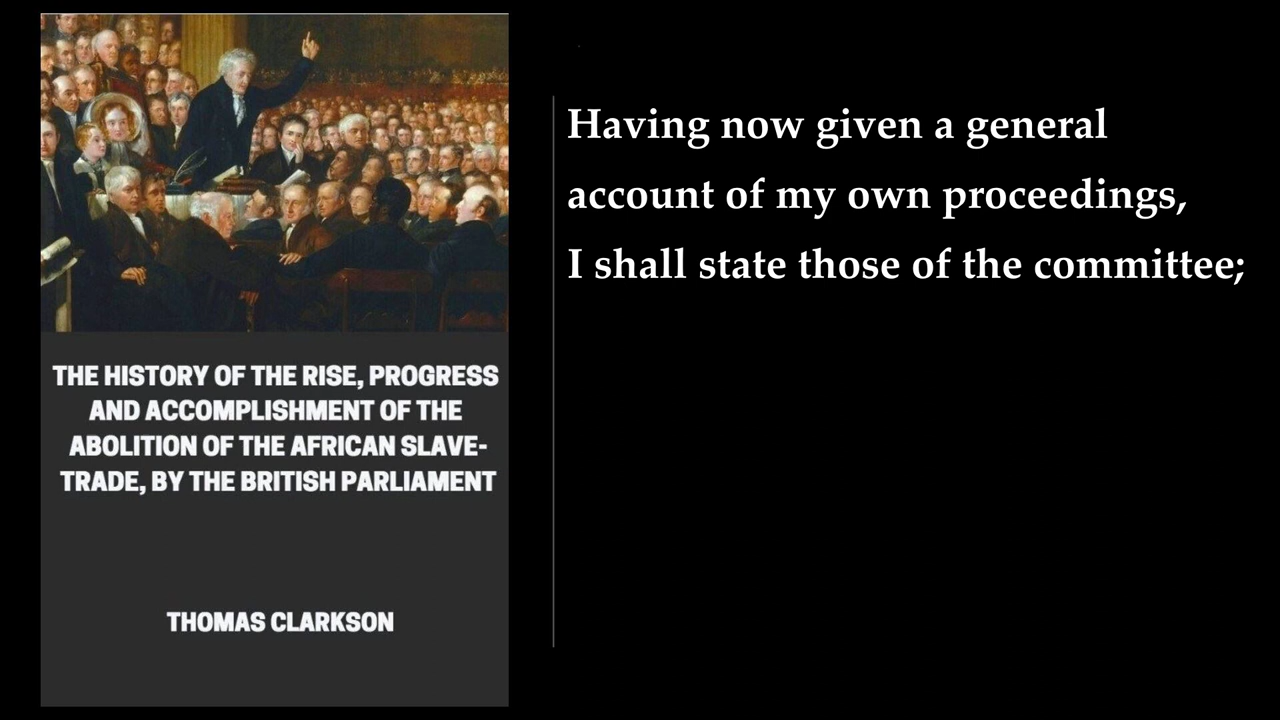 THE HISTORY OF THE RISE, PROGRESS
AND ACCOMPLISHMENT OF THE
ABOLITION OF THE AFRICAN SLAVE-
TRADE, BY THE BRITISH PARLIAMENT
THOMAS CLARKSON
Having now given a general
account of my own proceedings,
I shall state those of the committee;